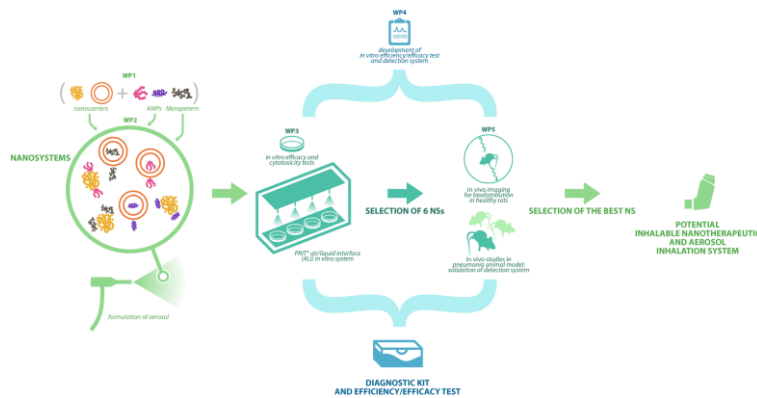 WP4
development of
in vitro efficiency/efficacy test
and detection system
WP1
( + )
nanocarriers
AMPs
Meropenem
WP2
NANOSYSTEMS
formulation of aerosol
WP3
in vitro efficacy and
cytotoxicity tests
PRIT® air/liquid interface
(ALI) in vitro system
SELECTION OF 6 NSs
WP5
in vivo imaging
for biodistribution
in healthy rats
in vivo studies in
pneumonia animal model:
validation of detection system
SELECTION OF THE BEST NS
POTENTIAL
INHALABLE NANOTHERAPEUTIC
AND AEROSOL
INHALATION SYSTEM
DIAGNOSTIC KIT
AND EFFICIENCY/EFFICACY TEST